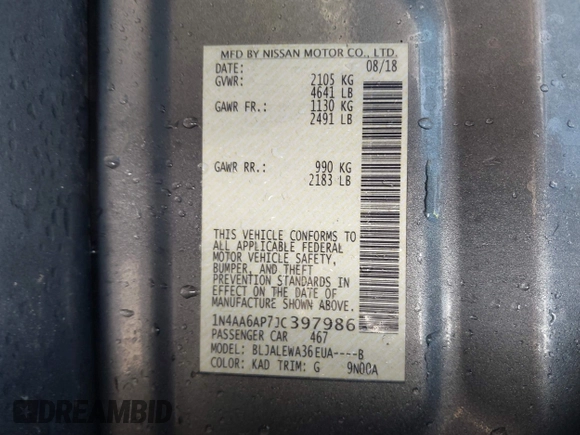 MFD BY NISSAN MOTOR CO., LTD.
DATE: 08/18
GVWR: 2105 KG
4641 LB
GAWR FR.: 1130 KG
2491 LB
GAWR RR.: 990 KG
2183 LB
THIS VEHICLE CONFORMS TO
ALL APPLICABLE FEDERAL
MOTOR VEHICLE SAFETY,
BUMPER, AND THEFT
PREVENTION STANDARDS IN
EFFECT ON THE DATE OF
MANUFACTURE SHOWN ABOVE.
1N4AA6AP7JC397986
PASSENGER CAR 467
MODEL: BLJALEWA36EUA----B
COLOR: KAD TRIM: G 9N00A
DREAMBID